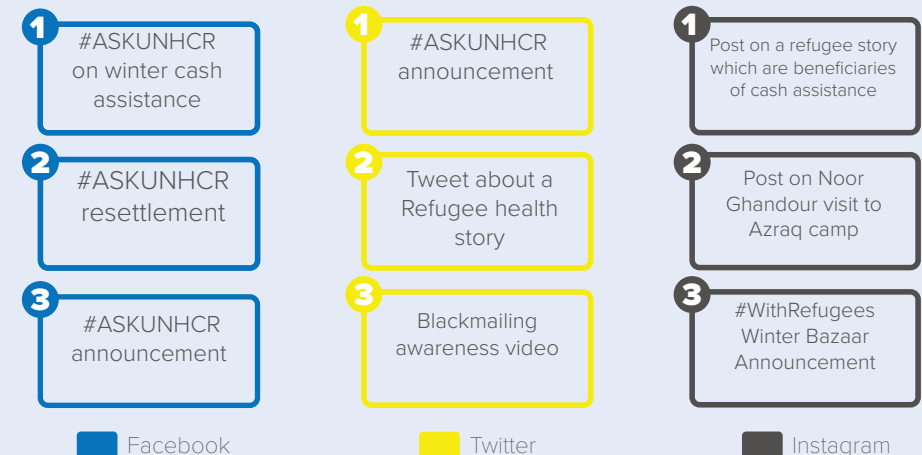 1
#ASKUNHCR
on winter cash
assistance
2
#ASKUNHCR
resettlement
3
#ASKUNHCR
announcement
Facebook
1
#ASKUNHCR
announcement
2
Tweet about a
Refugee health
story
3
Blackmailing
awareness video
Twitter
1
Post on a refugee story
which are beneficiaries
of cash assistance
2
Post on Noor
Ghandour visit to
Azraq camp
3
#WithRefugees
Winter Bazaar
Announcement
Instagram